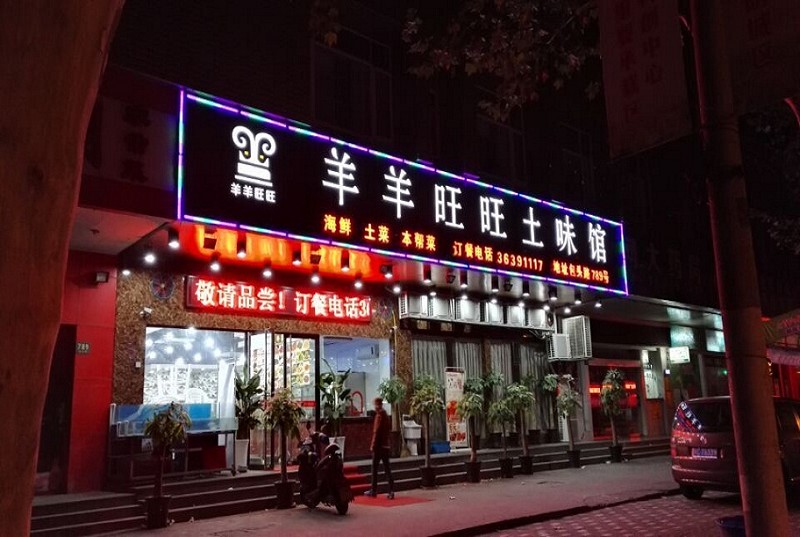 羊羊旺旺土味馆
羊羊旺旺
海鲜 土菜 本帮菜 订餐电话 36391117 地址包头路789号
敬请品尝！订餐电话3
789